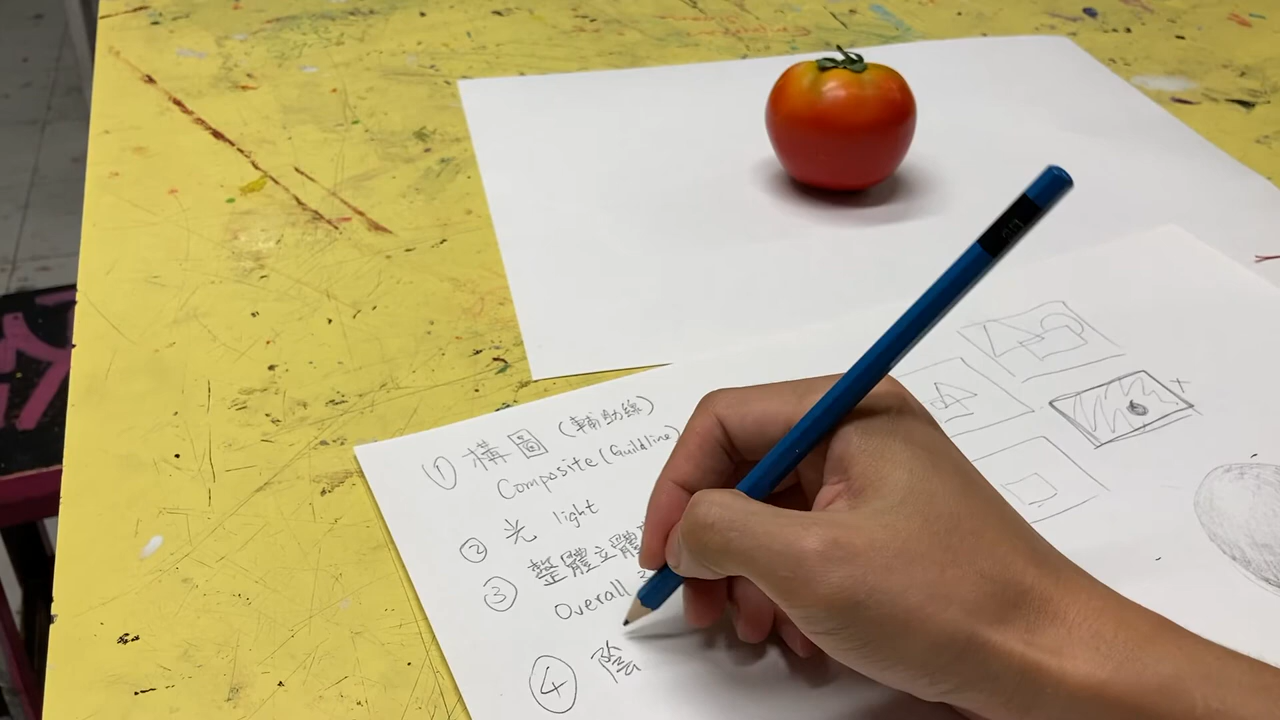 ① 構圖 (輔助線)
Composite (Guildline)
② 光 light
③ 整體立體
Overall
④ 陰